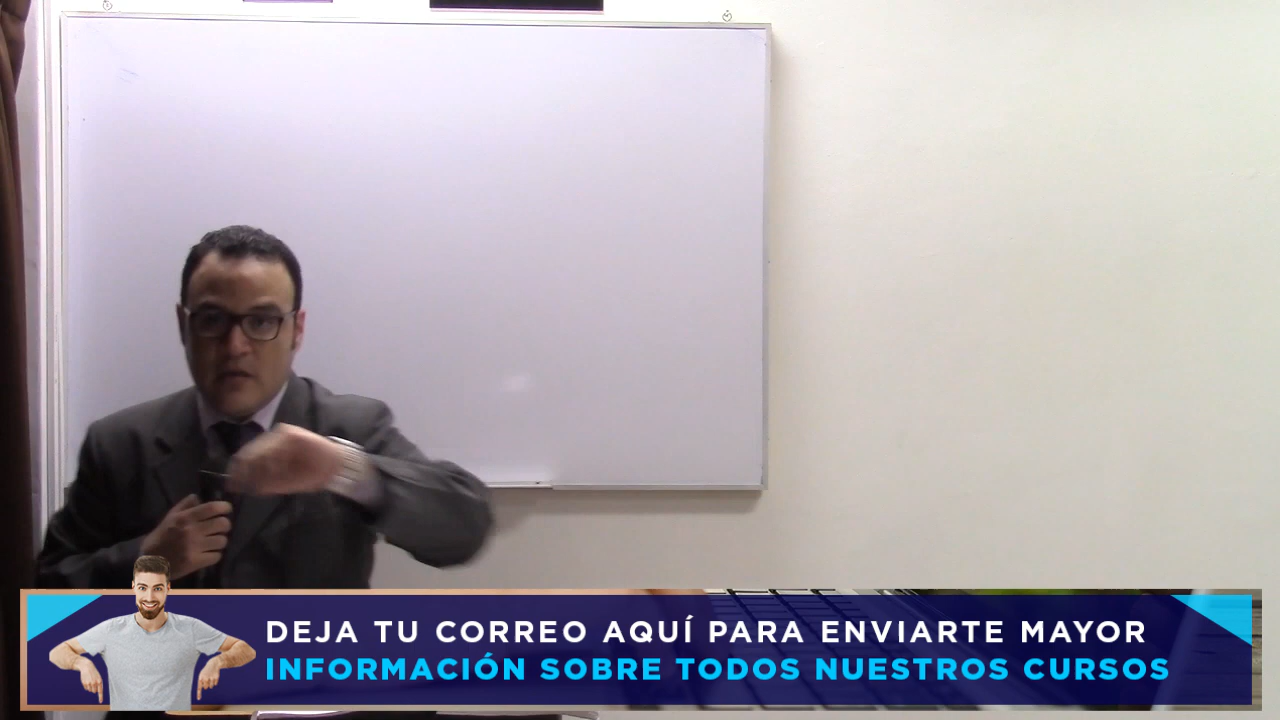 DEJA TU CORREO AQUÍ PARA ENVIARTE MAYOR
INFORMACIÓN SOBRE TODOS NUESTROS CURSOS